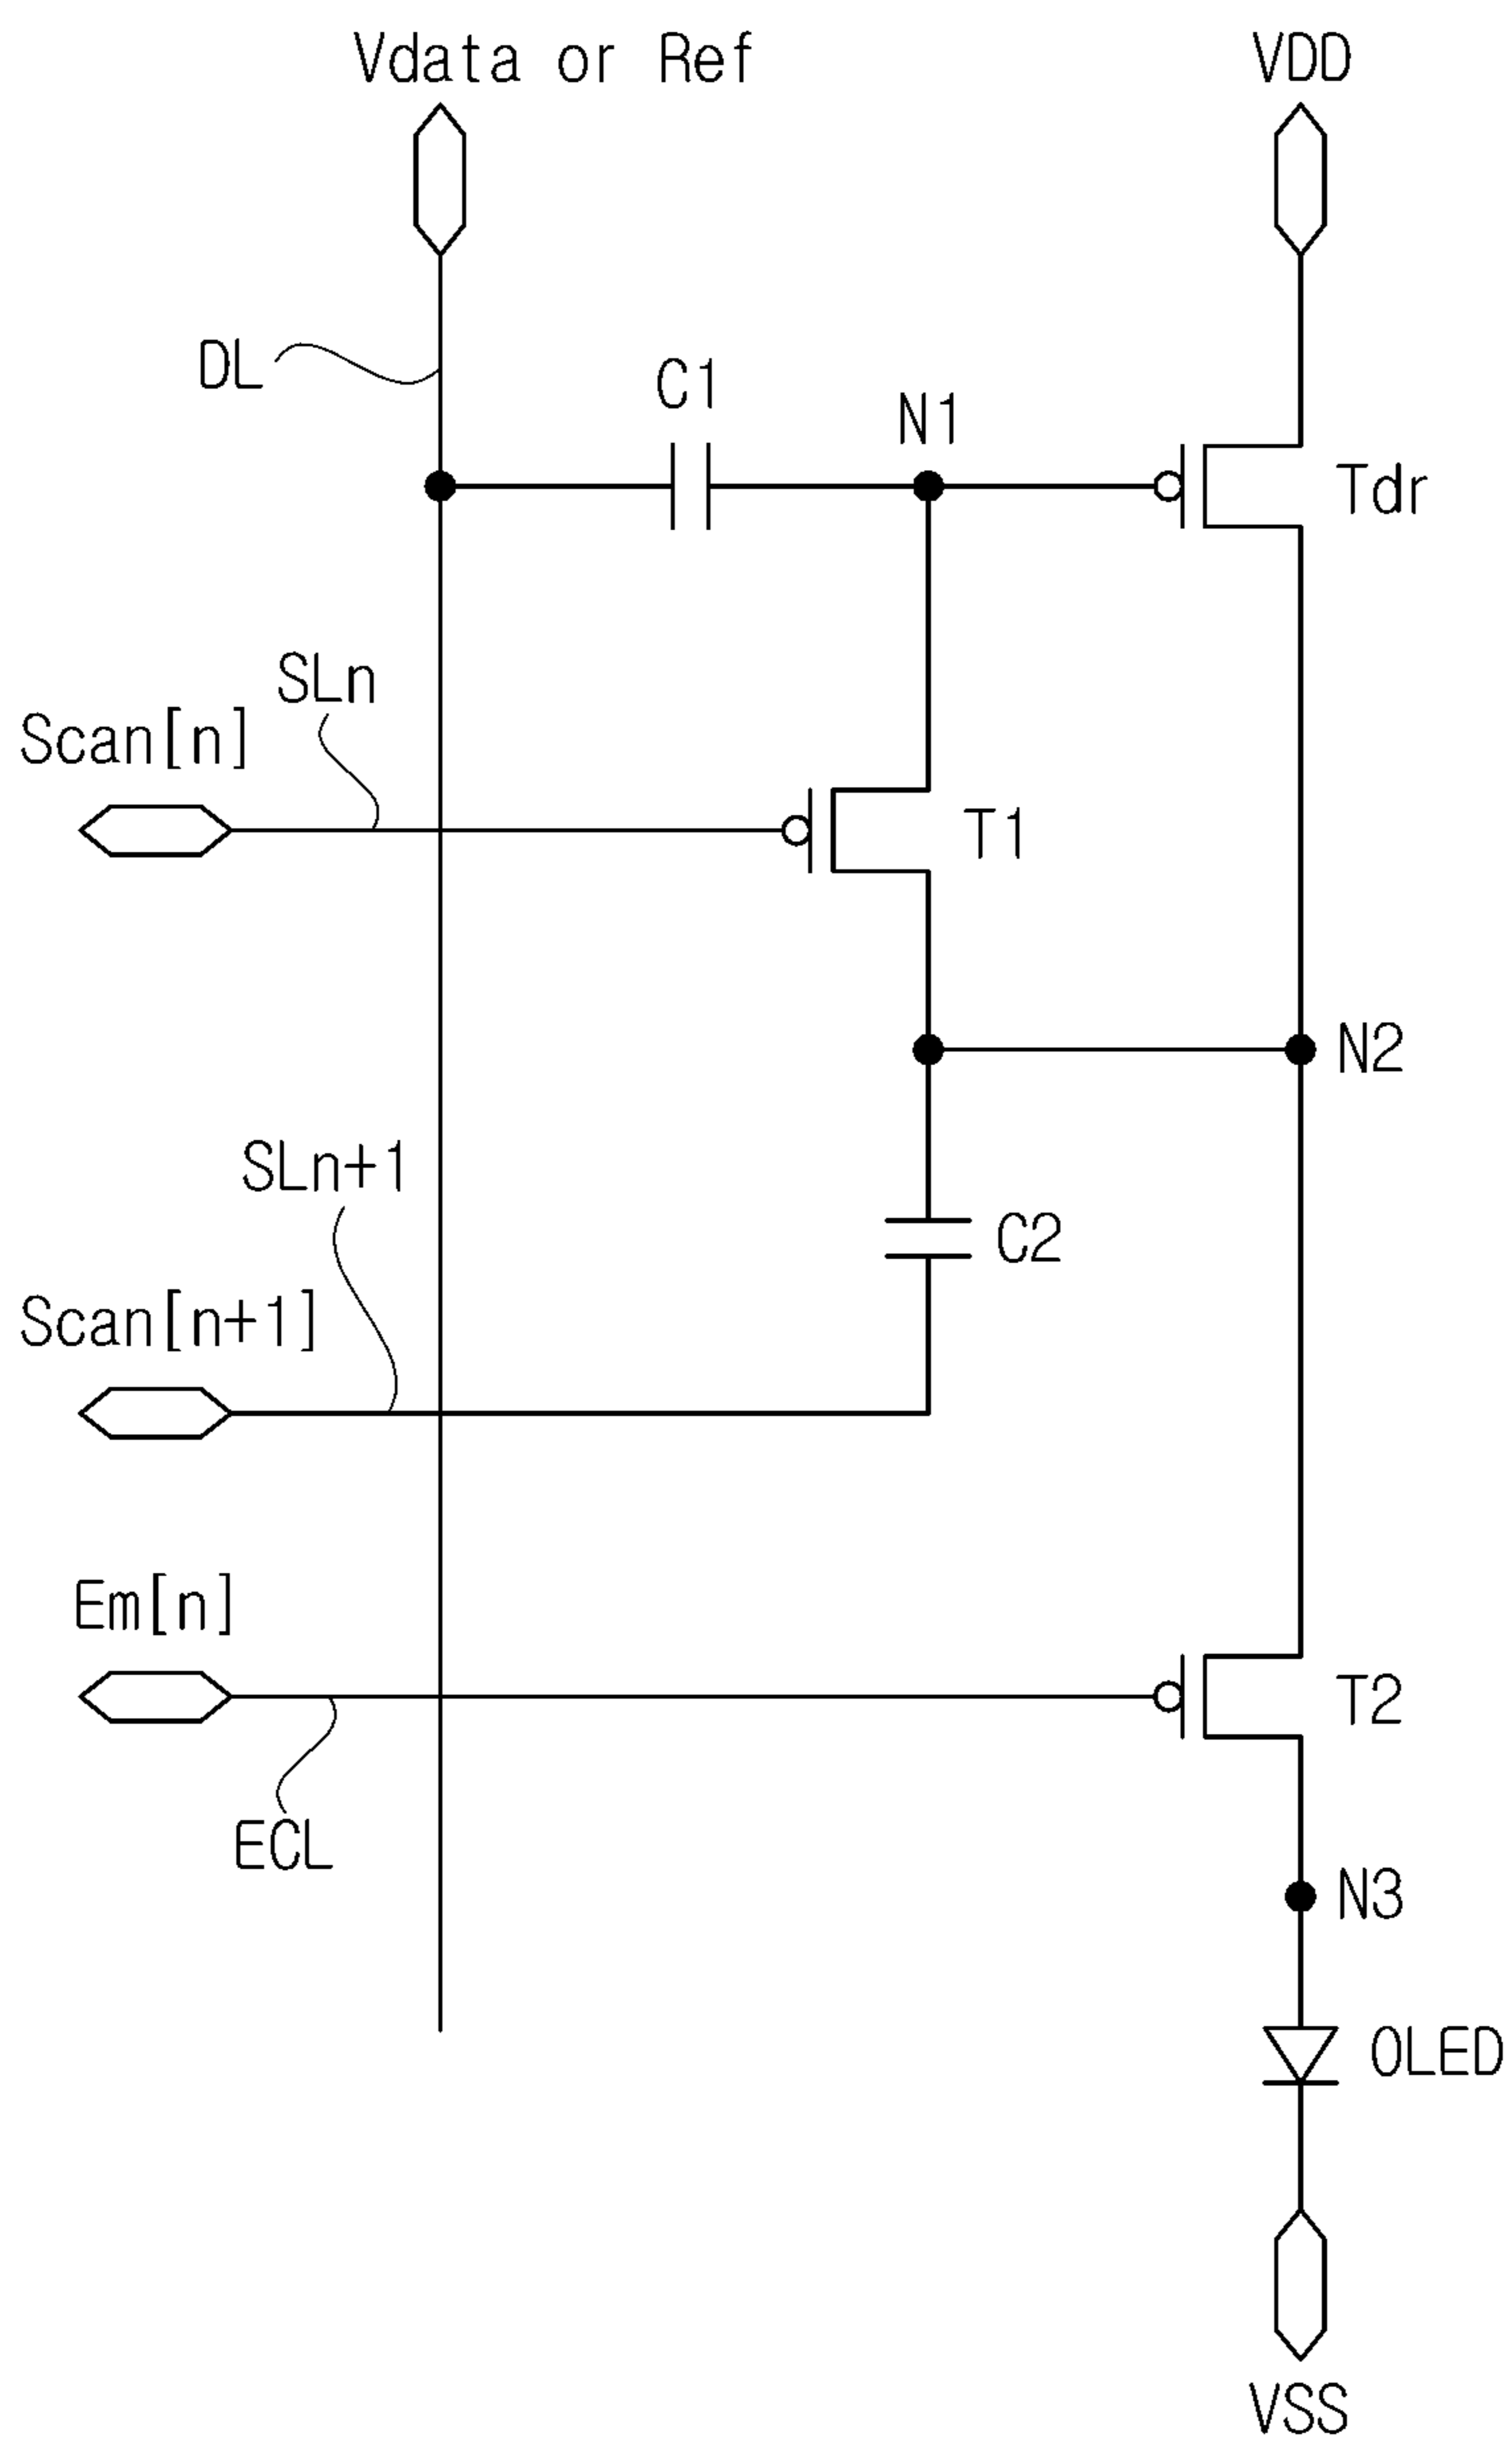 Vdata or Ref
VDD
DL
C1
N1
Tdr
SLn
Scan[n]
T1
N2
SLn+1
C2
Scan[n+1]
Em[n]
T2
ECL
N3
OLED
VSS